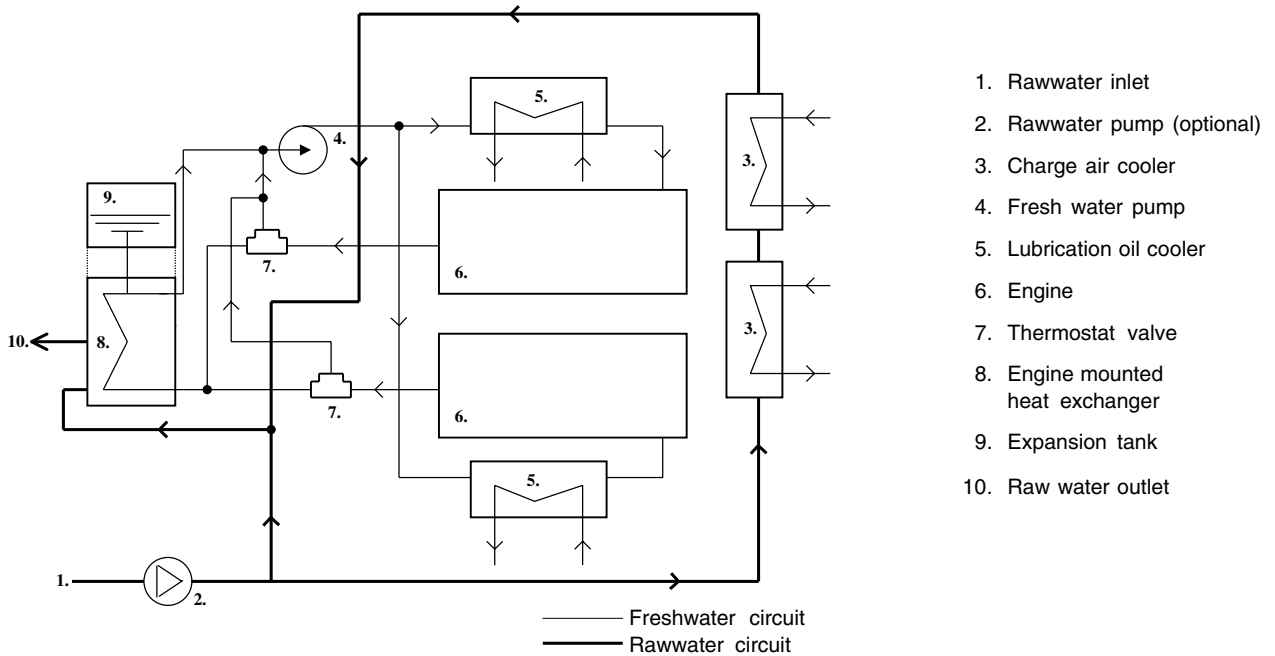 5.
4.
3.
9.
7.
6.
10.
8.
3.
7.
6.
5.
1.
2.
Freshwater circuit
Rawwater circuit
1. Rawwater inlet
2. Rawwater pump (optional)
3. Charge air cooler
4. Fresh water pump
5. Lubrication oil cooler
6. Engine
7. Thermostat valve
8. Engine mounted
heat exchanger
9. Expansion tank
10. Raw water outlet